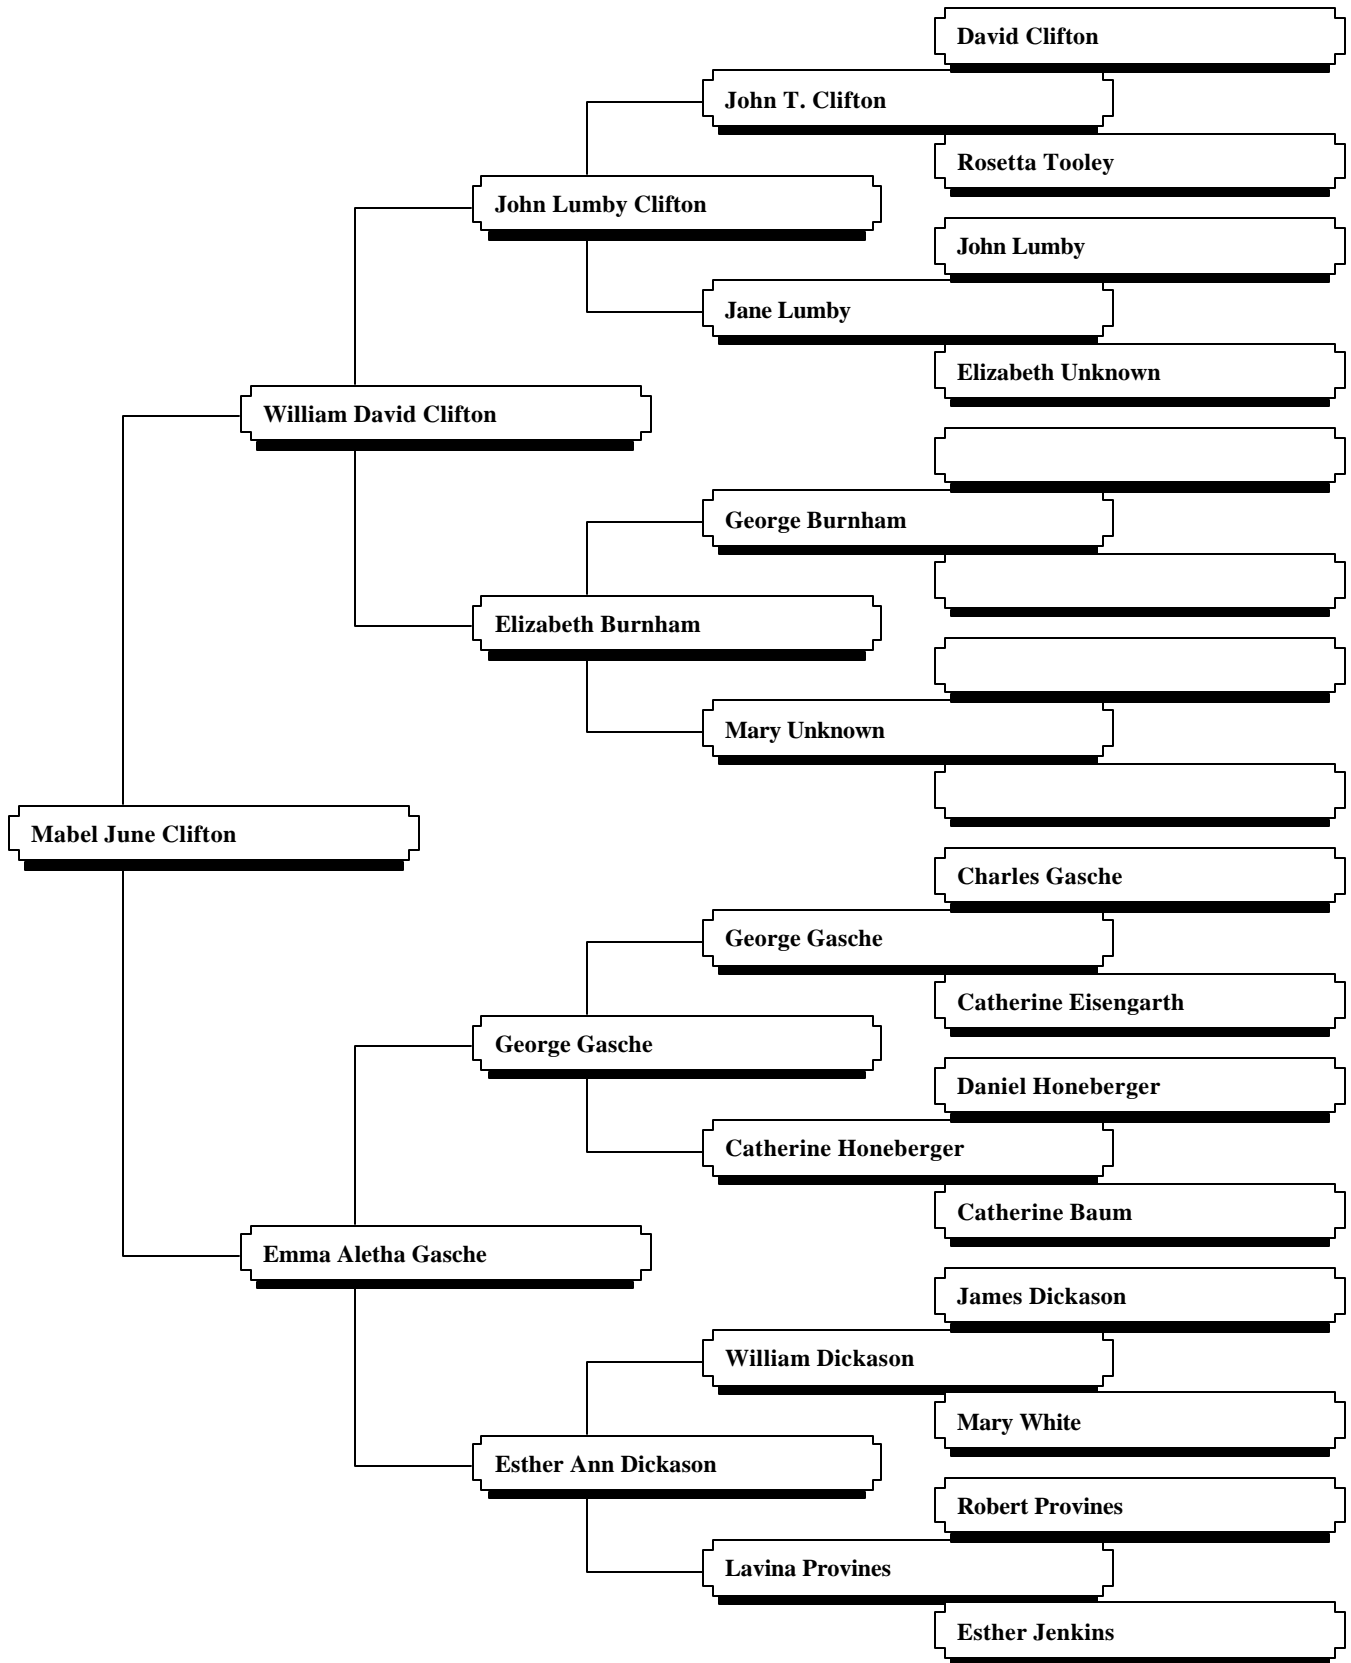 David Clifton
John T. Clifton
Rosetta Tooley
John Lumby Clifton
John Lumby
Jane Lumby
Elizabeth Unknown
William David Clifton
George Burnham
Elizabeth Burnham
Mary Unknown
Mabel June Clifton
Charles Gasche
George Gasche
Catherine Eisengarth
George Gasche
Daniel Honeberger
Catherine Honeberger
Catherine Baum
Emma Aletha Gasche
James Dickason
William Dickason
Mary White
Esther Ann Dickason
Robert Provines
Lavina Provines
Esther Jenkins